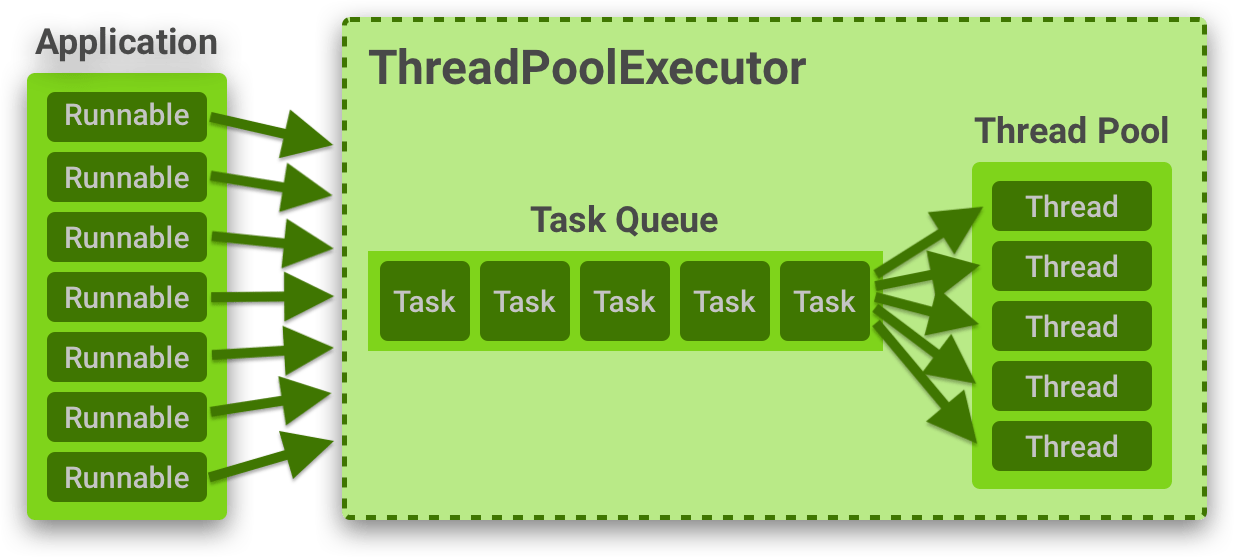 Application
Runnable
Runnable
Runnable
Runnable
Runnable
Runnable
Runnable
ThreadPoolExecutor
Task Queue
Task Task Task Task Task
Thread Pool
Thread
Thread
Thread
Thread
Thread